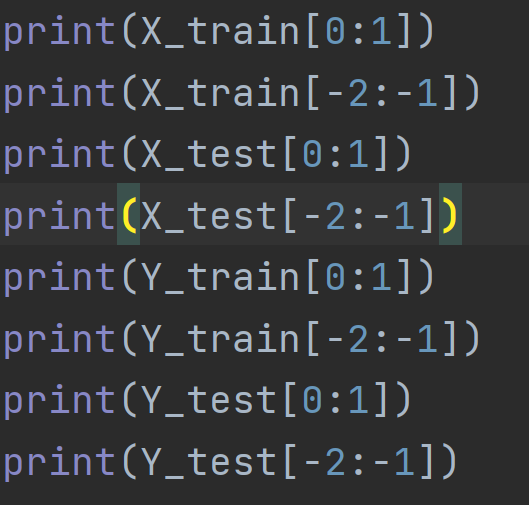 print(X_train[0:1])
print(X_train[-2:-1])
print(X_test[0:1])
print(X_test[-2:-1])
print(Y_train[0:1])
print(Y_train[-2:-1])
print(Y_test[0:1])
print(Y_test[-2:-1])